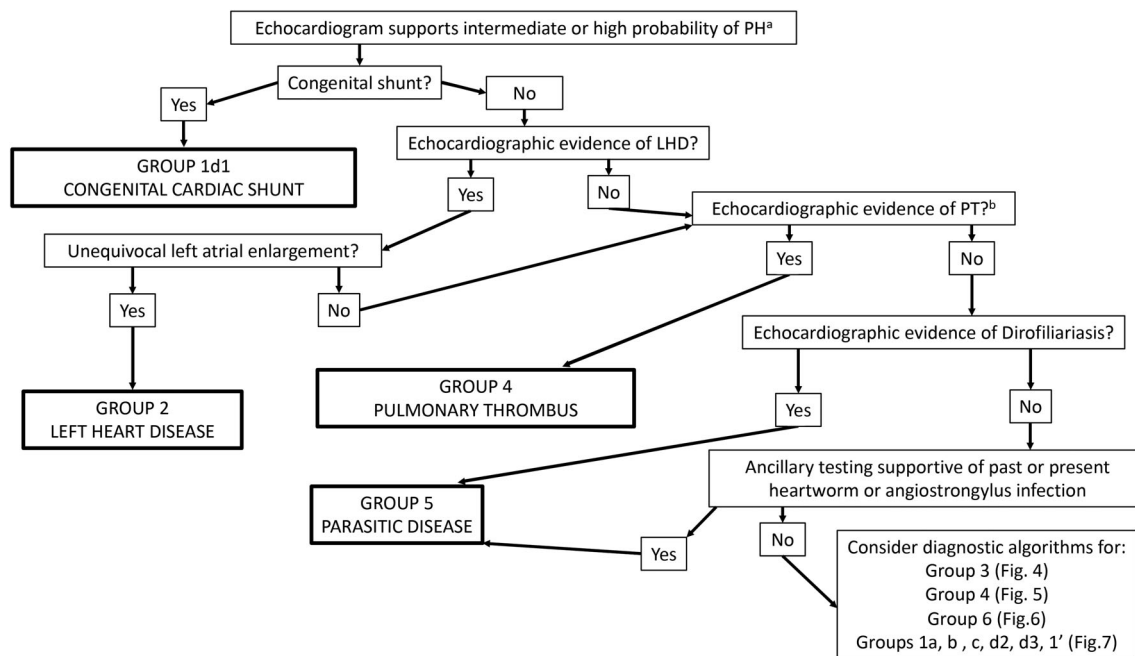 Echocardiogram supports intermediate or high probability of PHᵃ
Congenital shunt?
Yes
No
GROUP 1d1
CONGENITAL CARDIAC SHUNT
Echocardiographic evidence of LHD?
Yes
No
Echocardiographic evidence of PT?ᵇ
Unequivocal left atrial enlargement?
Yes
No
Yes
No
Echocardiographic evidence of Dirofiliariasis?
GROUP 2
LEFT HEART DISEASE
GROUP 4
PULMONARY THROMBUS
Yes
No
Ancillary testing supportive of past or present
heartworm or angiostrongylus infection
GROUP 5
PARASITIC DISEASE
Yes
No
Consider diagnostic algorithms for:
Group 3 (Fig. 4)
Group 4 (Fig. 5)
Group 6 (Fig.6)
Groups 1a, b , c, d2, d3, 1’ (Fig.7)